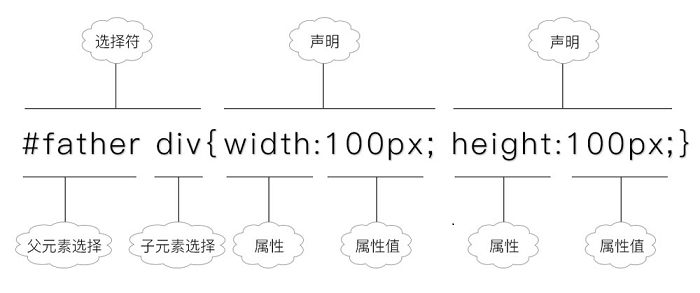 选择符 声明 声明
#father div{width:100px; height:100px;}
父元素选择 子元素选择 属性 属性值 属性 属性值